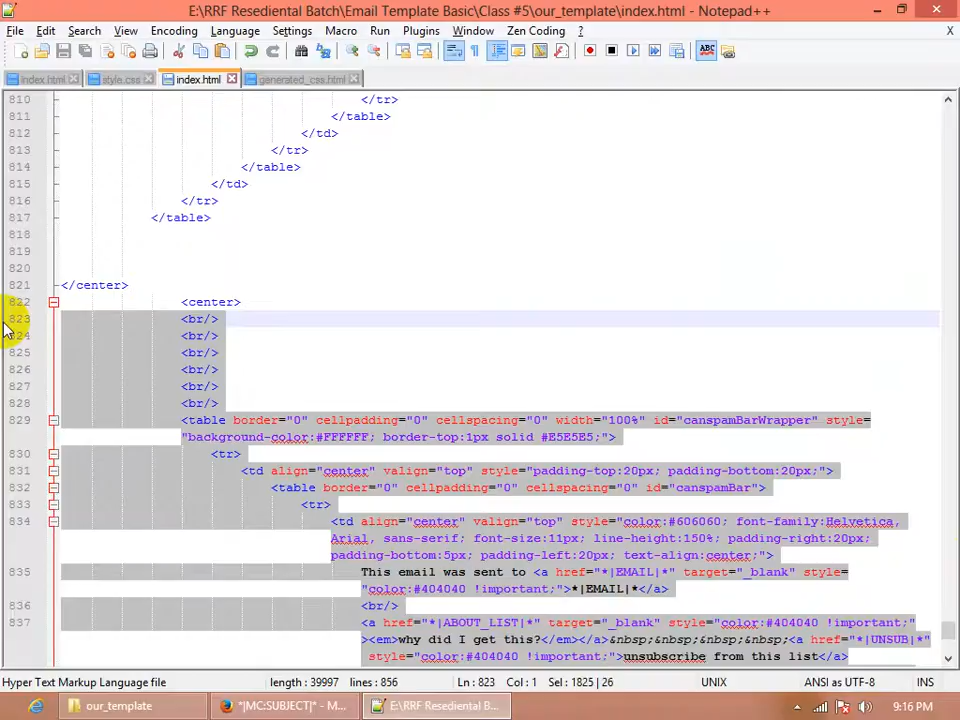 E:\RRF Resediental Batch\Email Template Basic\Class #5\our_template\index.html - Notepad++
File Edit Search View Encoding Language Settings Macro Run Plugins Window Zen Coding ? X
index.html style.css index.html generated_css.html
810 </tr>
811 </table>
812 </td>
813 </tr>
814 </table>
815 </td>
816 </tr>
817 </table>
818
819
820
821 </center>
822 <center>
823 <br/>
824 <br/>
825 <br/>
826 <br/>
827 <br/>
828 <br/>
829 <table border="0" cellpadding="0" cellspacing="0" width="100%" id="canspamBarWrapper" style=
"background-color:#FFFFFF; border-top:1px solid #E5E5E5;">
830 <tr>
831 <td align="center" valign="top" style="padding-top:20px; padding-bottom:20px;">
832 <table border="0" cellpadding="0" cellspacing="0" id="canspamBar">
833 <tr>
834 <td align="center" valign="top" style="color:#606060; font-family:Helvetica,
Arial, sans-serif; font-size:11px; line-height:150%; padding-right:20px;
padding-bottom:5px; padding-left:20px; text-align:center;">
835 This email was sent to <a href="*|EMAIL|*" target="_blank" style=
"color:#404040 !important;">*|EMAIL|*</a>
836 <br/>
837 <a href="*|ABOUT_LIST|*" target="_blank" style="color:#404040 !important;"
><em>why did I get this?</em></a>&nbsp;&nbsp;&nbsp;&nbsp;<a href="*|UNSUB|*"
style="color:#404040 !important;">unsubscribe from this list</a>
Hyper Text Markup Language file length : 39997 lines : 856 Ln : 823 Col : 1 Sel : 1825 | 26 UNIX ANSI as UTF-8 INS
our_template *|MC:SUBJECT|* - M... E:\RRF Resediental B... 9:16 PM